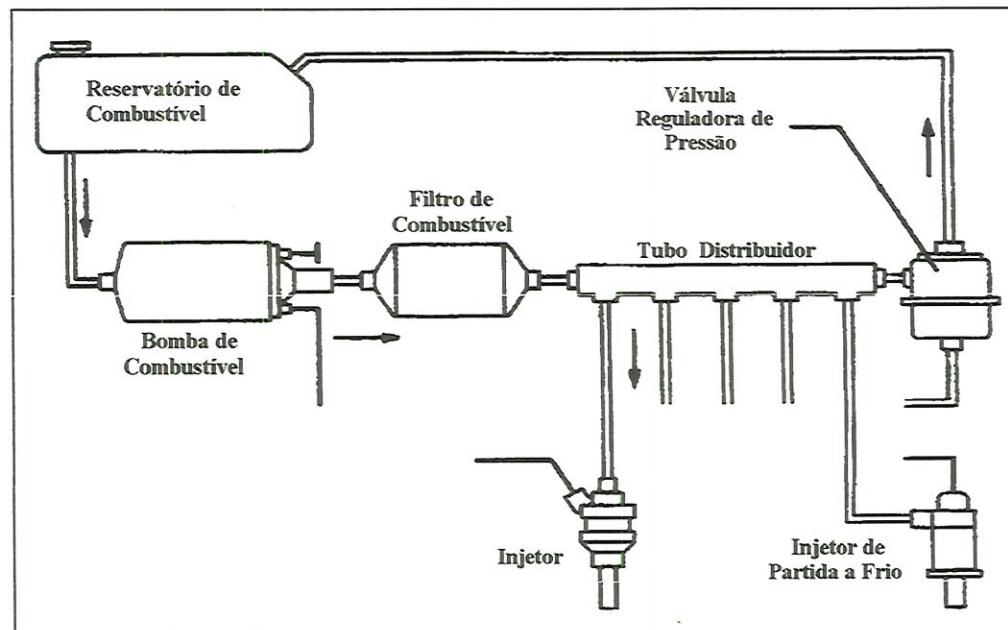 Reservatório de
Combustível
Válvula
Reguladora de
Pressão
Filtro de
Combustível
Tubo Distribuidor
Bomba de
Combustível
Injetor
Injetor de
Partida a Frio